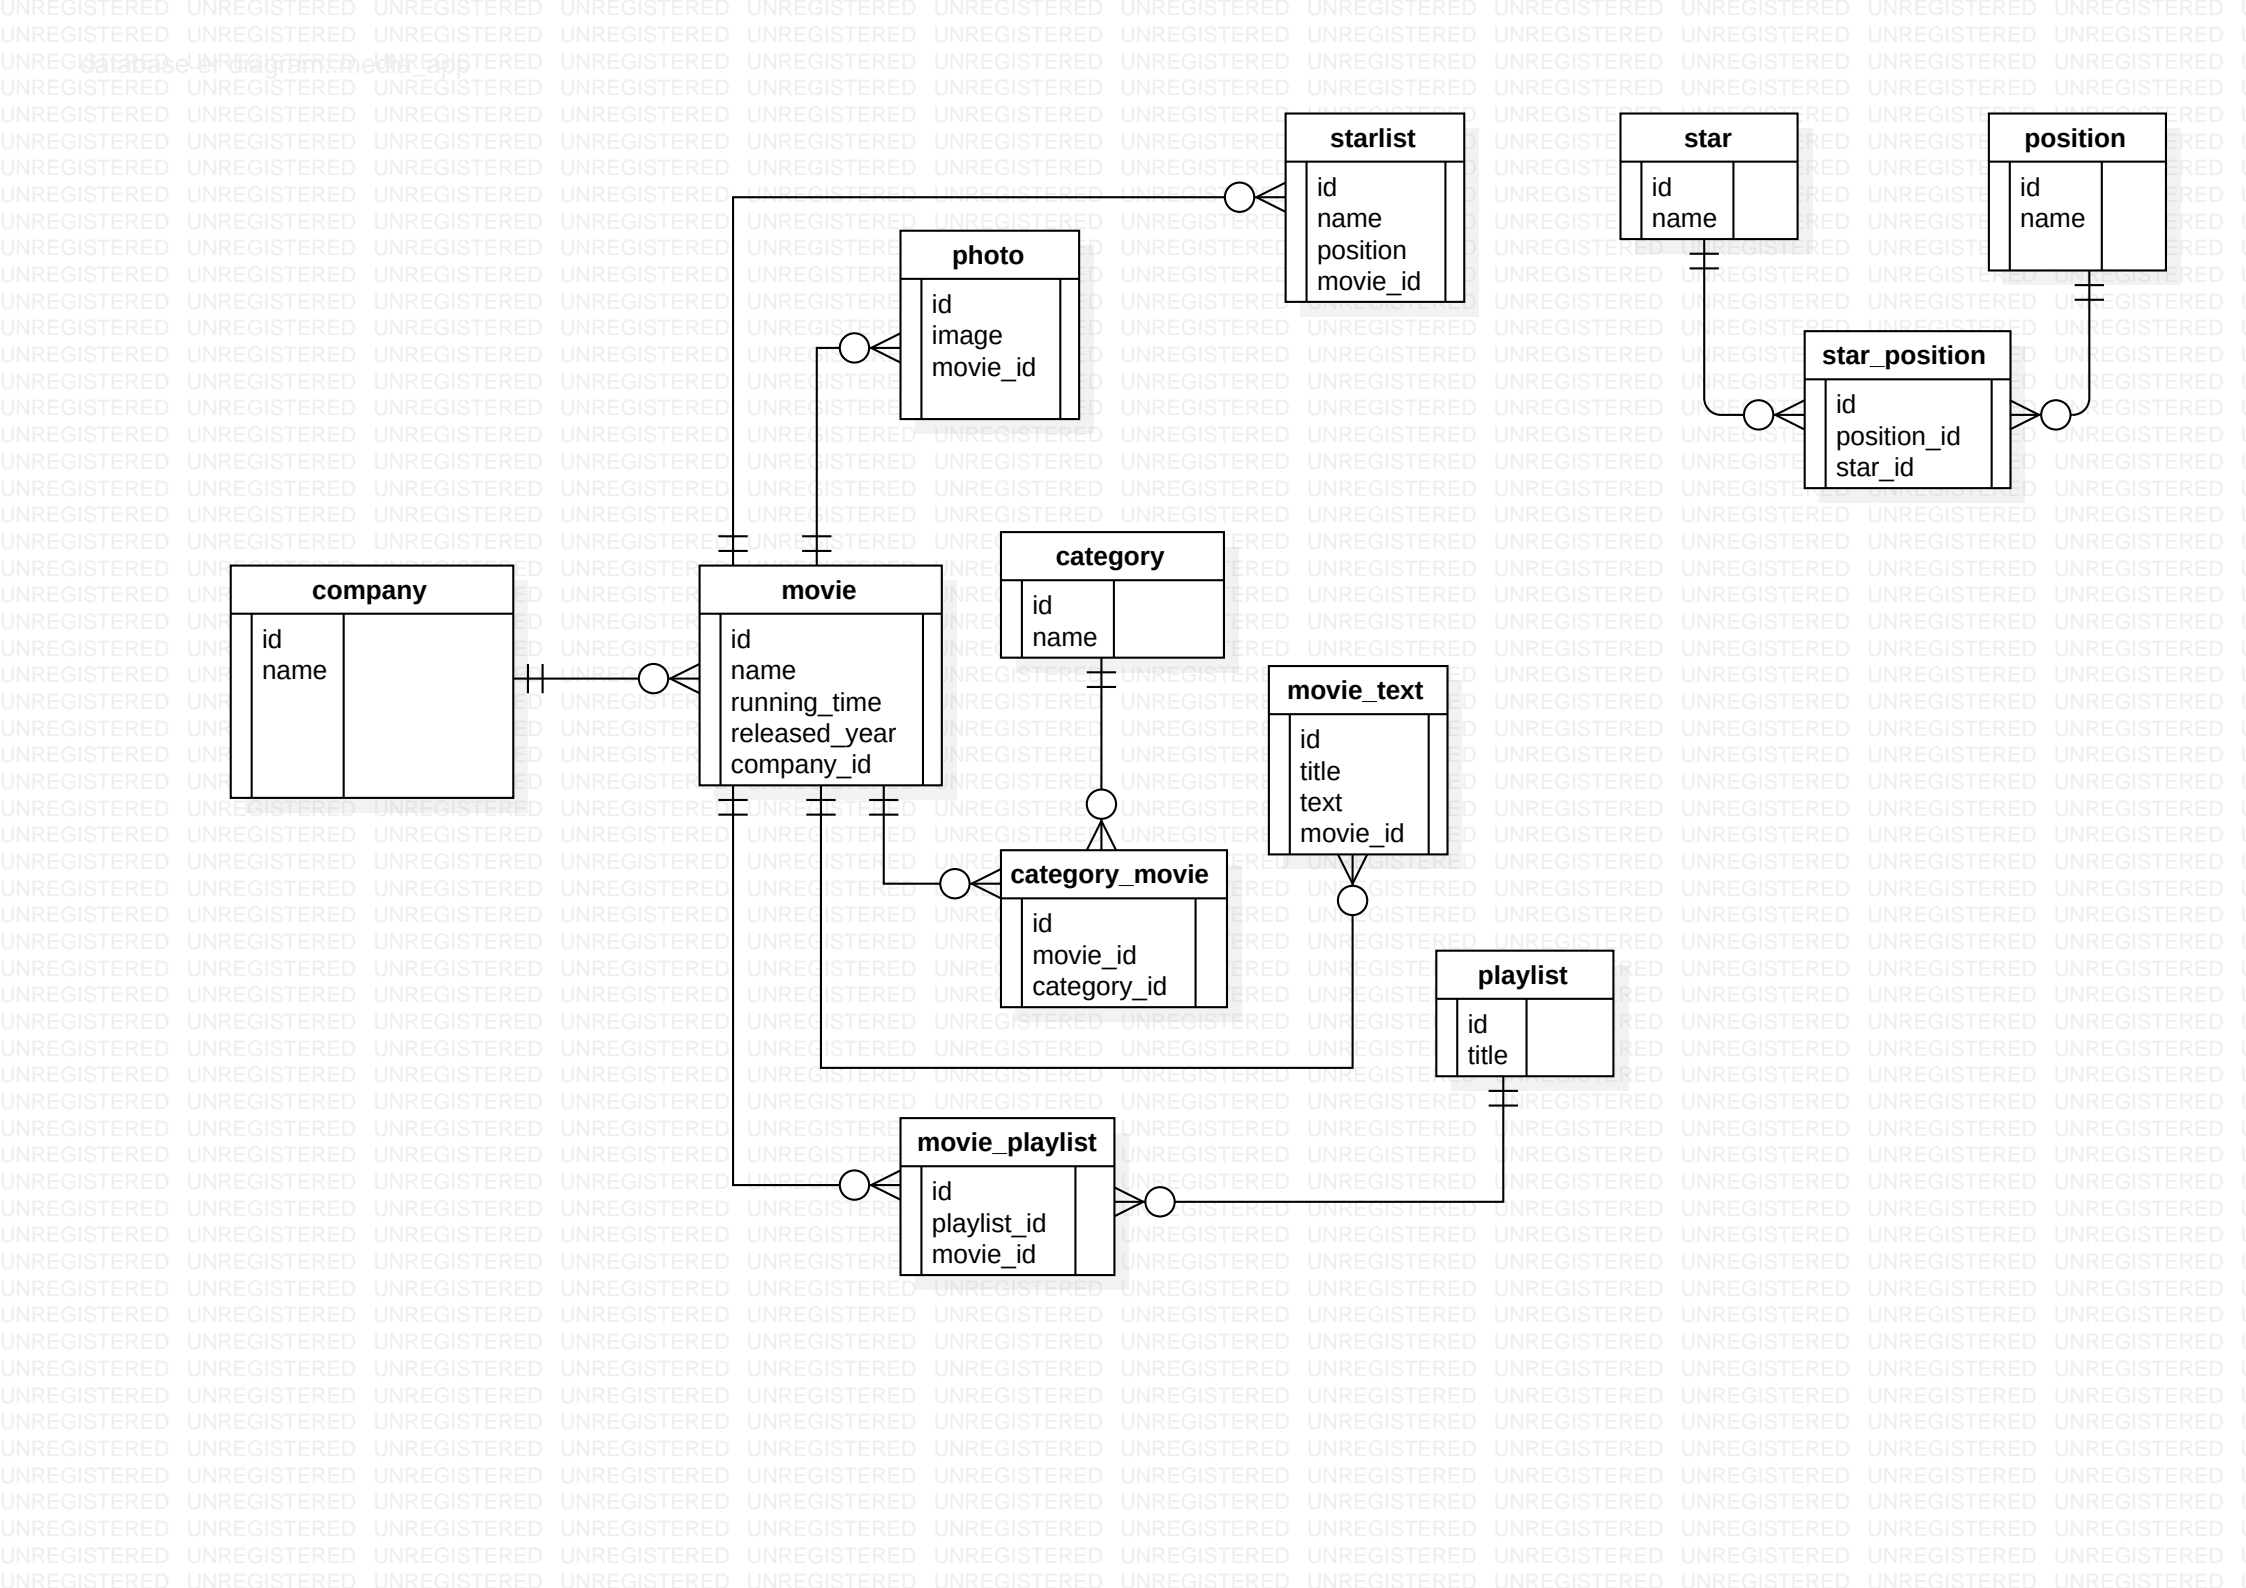 database er diagram::media_app
starlist
id
name
position
movie_id
star
id
name
position
id
name
photo
id
image
movie_id
star_position
id
position_id
star_id
company
id
name
movie
id
name
running_time
released_year
company_id
category
id
name
movie_text
id
title
text
movie_id
category_movie
id
movie_id
category_id
playlist
id
title
movie_playlist
id
playlist_id
movie_id
UNREGISTERED